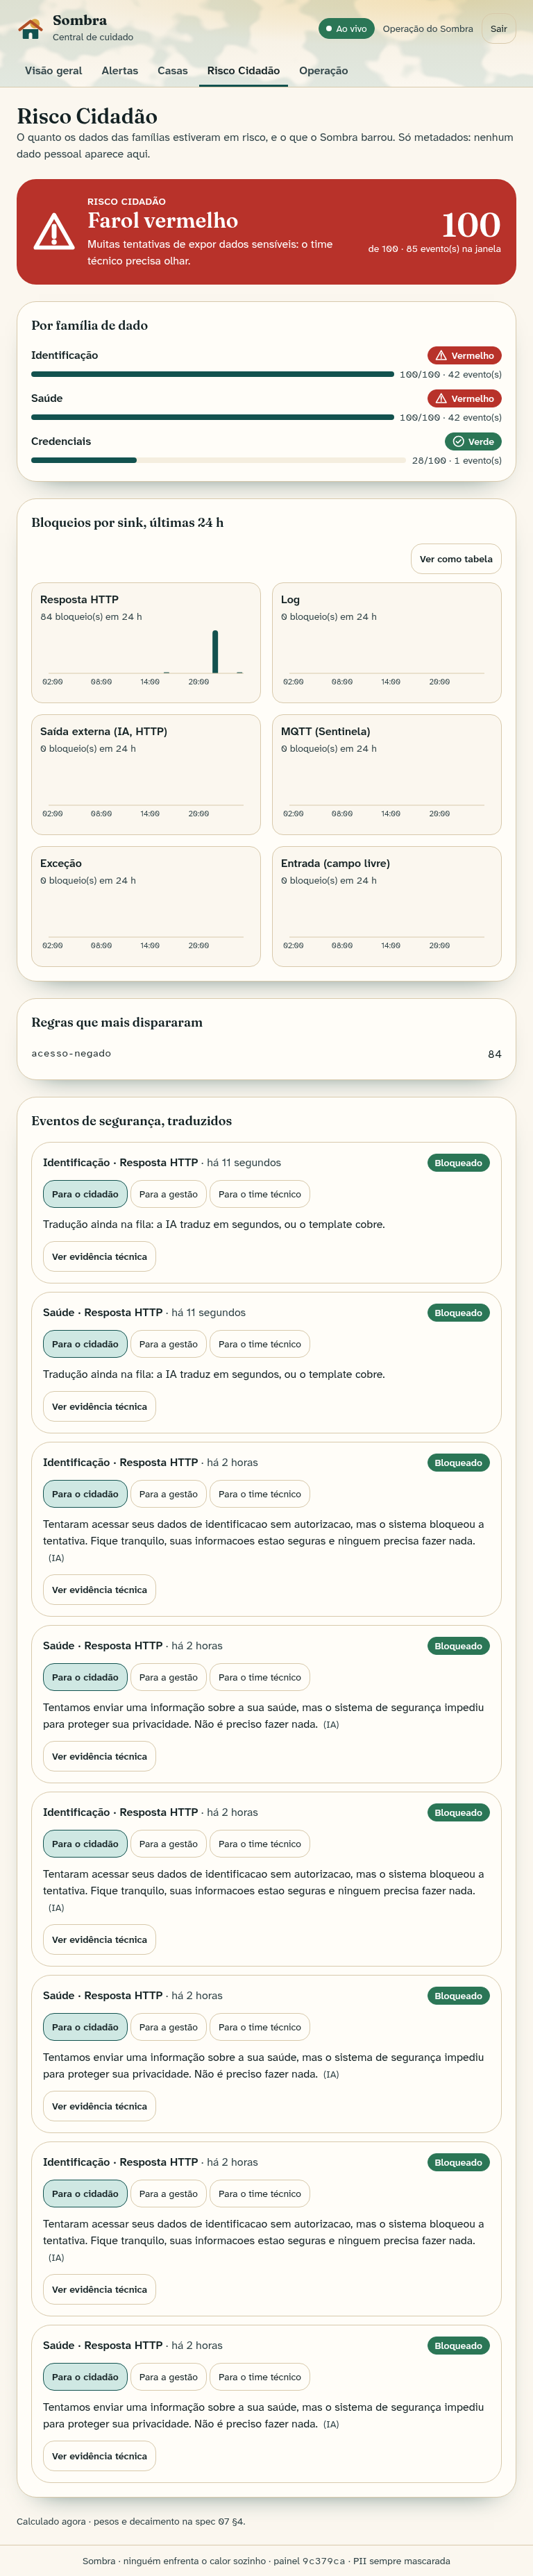 Sombra
Central de cuidado
Ao vivo
Operação do Sombra
Sair
Visão geral
Alertas
Casas
Risco Cidadão
Operação
Risco Cidadão
O quanto os dados das famílias estiveram em risco, e o que o Sombra barrou. Só metadados: nenhum
dado pessoal aparece aqui.
RISCO CIDADÃO
Farol vermelho
Muitas tentativas de expor dados sensíveis: o time
técnico precisa olhar.
100
de 100 · 85 evento(s) na janela
Por família de dado
Identificação
Vermelho
100/100 · 42 evento(s)
Saúde
Vermelho
100/100 · 42 evento(s)
Credenciais
Verde
28/100 · 1 evento(s)
Bloqueios por sink, últimas 24 h
Ver como tabela
Resposta HTTP
84 bloqueio(s) em 24 h
02:00 08:00 14:00 20:00
Log
0 bloqueio(s) em 24 h
02:00 08:00 14:00 20:00
Saída externa (IA, HTTP)
0 bloqueio(s) em 24 h
02:00 08:00 14:00 20:00
MQTT (Sentinela)
0 bloqueio(s) em 24 h
02:00 08:00 14:00 20:00
Exceção
0 bloqueio(s) em 24 h
02:00 08:00 14:00 20:00
Entrada (campo livre)
0 bloqueio(s) em 24 h
02:00 08:00 14:00 20:00
Regras que mais dispararam
acesso-negado 84
Eventos de segurança, traduzidos
Identificação · Resposta HTTP · há 11 segundos
Bloqueado
Para o cidadão Para a gestão Para o time técnico
Tradução ainda na fila: a IA traduz em segundos, ou o template cobre.
Ver evidência técnica
Saúde · Resposta HTTP · há 11 segundos
Bloqueado
Para o cidadão Para a gestão Para o time técnico
Tradução ainda na fila: a IA traduz em segundos, ou o template cobre.
Ver evidência técnica
Identificação · Resposta HTTP · há 2 horas
Bloqueado
Para o cidadão Para a gestão Para o time técnico
Tentaram acessar seus dados de identificacao sem autorizacao, mas o sistema bloqueou a
tentativa. Fique tranquilo, suas informacoes estao seguras e ninguem precisa fazer nada.
(IA)
Ver evidência técnica
Saúde · Resposta HTTP · há 2 horas
Bloqueado
Para o cidadão Para a gestão Para o time técnico
Tentamos enviar uma informação sobre a sua saúde, mas o sistema de segurança impediu
para proteger sua privacidade. Não é preciso fazer nada. (IA)
Ver evidência técnica
Identificação · Resposta HTTP · há 2 horas
Bloqueado
Para o cidadão Para a gestão Para o time técnico
Tentaram acessar seus dados de identificacao sem autorizacao, mas o sistema bloqueou a
tentativa. Fique tranquilo, suas informacoes estao seguras e ninguem precisa fazer nada.
(IA)
Ver evidência técnica
Saúde · Resposta HTTP · há 2 horas
Bloqueado
Para o cidadão Para a gestão Para o time técnico
Tentamos enviar uma informação sobre a sua saúde, mas o sistema de segurança impediu
para proteger sua privacidade. Não é preciso fazer nada. (IA)
Ver evidência técnica
Identificação · Resposta HTTP · há 2 horas
Bloqueado
Para o cidadão Para a gestão Para o time técnico
Tentaram acessar seus dados de identificacao sem autorizacao, mas o sistema bloqueou a
tentativa. Fique tranquilo, suas informacoes estao seguras e ninguem precisa fazer nada.
(IA)
Ver evidência técnica
Saúde · Resposta HTTP · há 2 horas
Bloqueado
Para o cidadão Para a gestão Para o time técnico
Tentamos enviar uma informação sobre a sua saúde, mas o sistema de segurança impediu
para proteger sua privacidade. Não é preciso fazer nada. (IA)
Ver evidência técnica
Calculado agora · pesos e decaimento na spec 07 §4.
Sombra · ninguém enfrenta o calor sozinho · painel 9c379ca · PII sempre mascarada